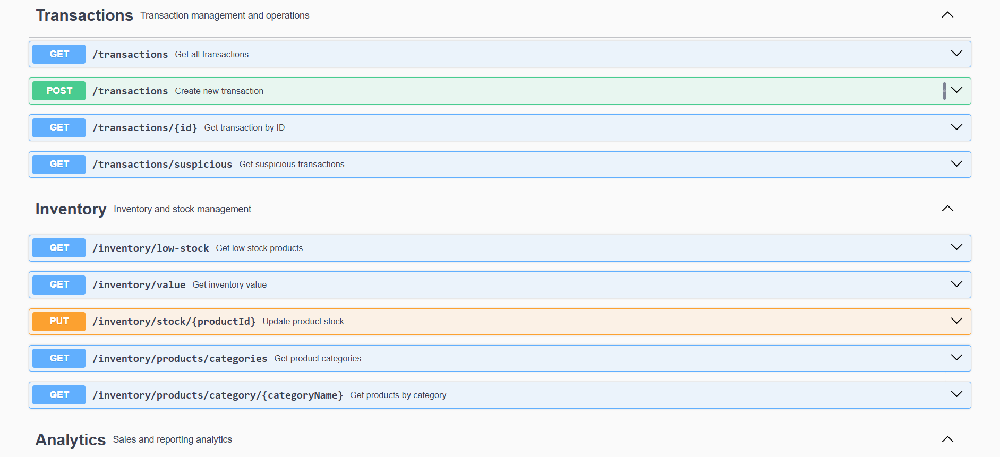 Transactions Transaction management and operations
GET /transactions Get all transactions
POST /transactions Create new transaction
GET /transactions/{id} Get transaction by ID
GET /transactions/suspicious Get suspicious transactions
Inventory Inventory and stock management
GET /inventory/low-stock Get low stock products
GET /inventory/value Get inventory value
PUT /inventory/stock/{productId} Update product stock
GET /inventory/products/categories Get product categories
GET /inventory/products/category/{categoryName} Get products by category
Analytics Sales and reporting analytics